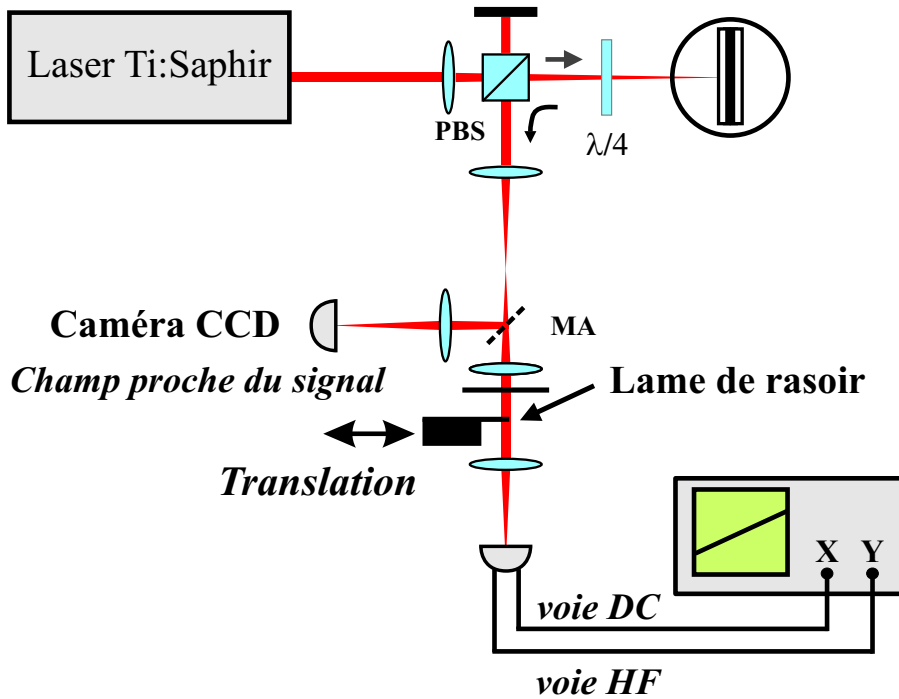 Laser Ti:Saphir
PBS
λ/4
Caméra CCD
MA
Champ proche du signal
Lame de rasoir
Translation
X Y
voie DC
voie HF